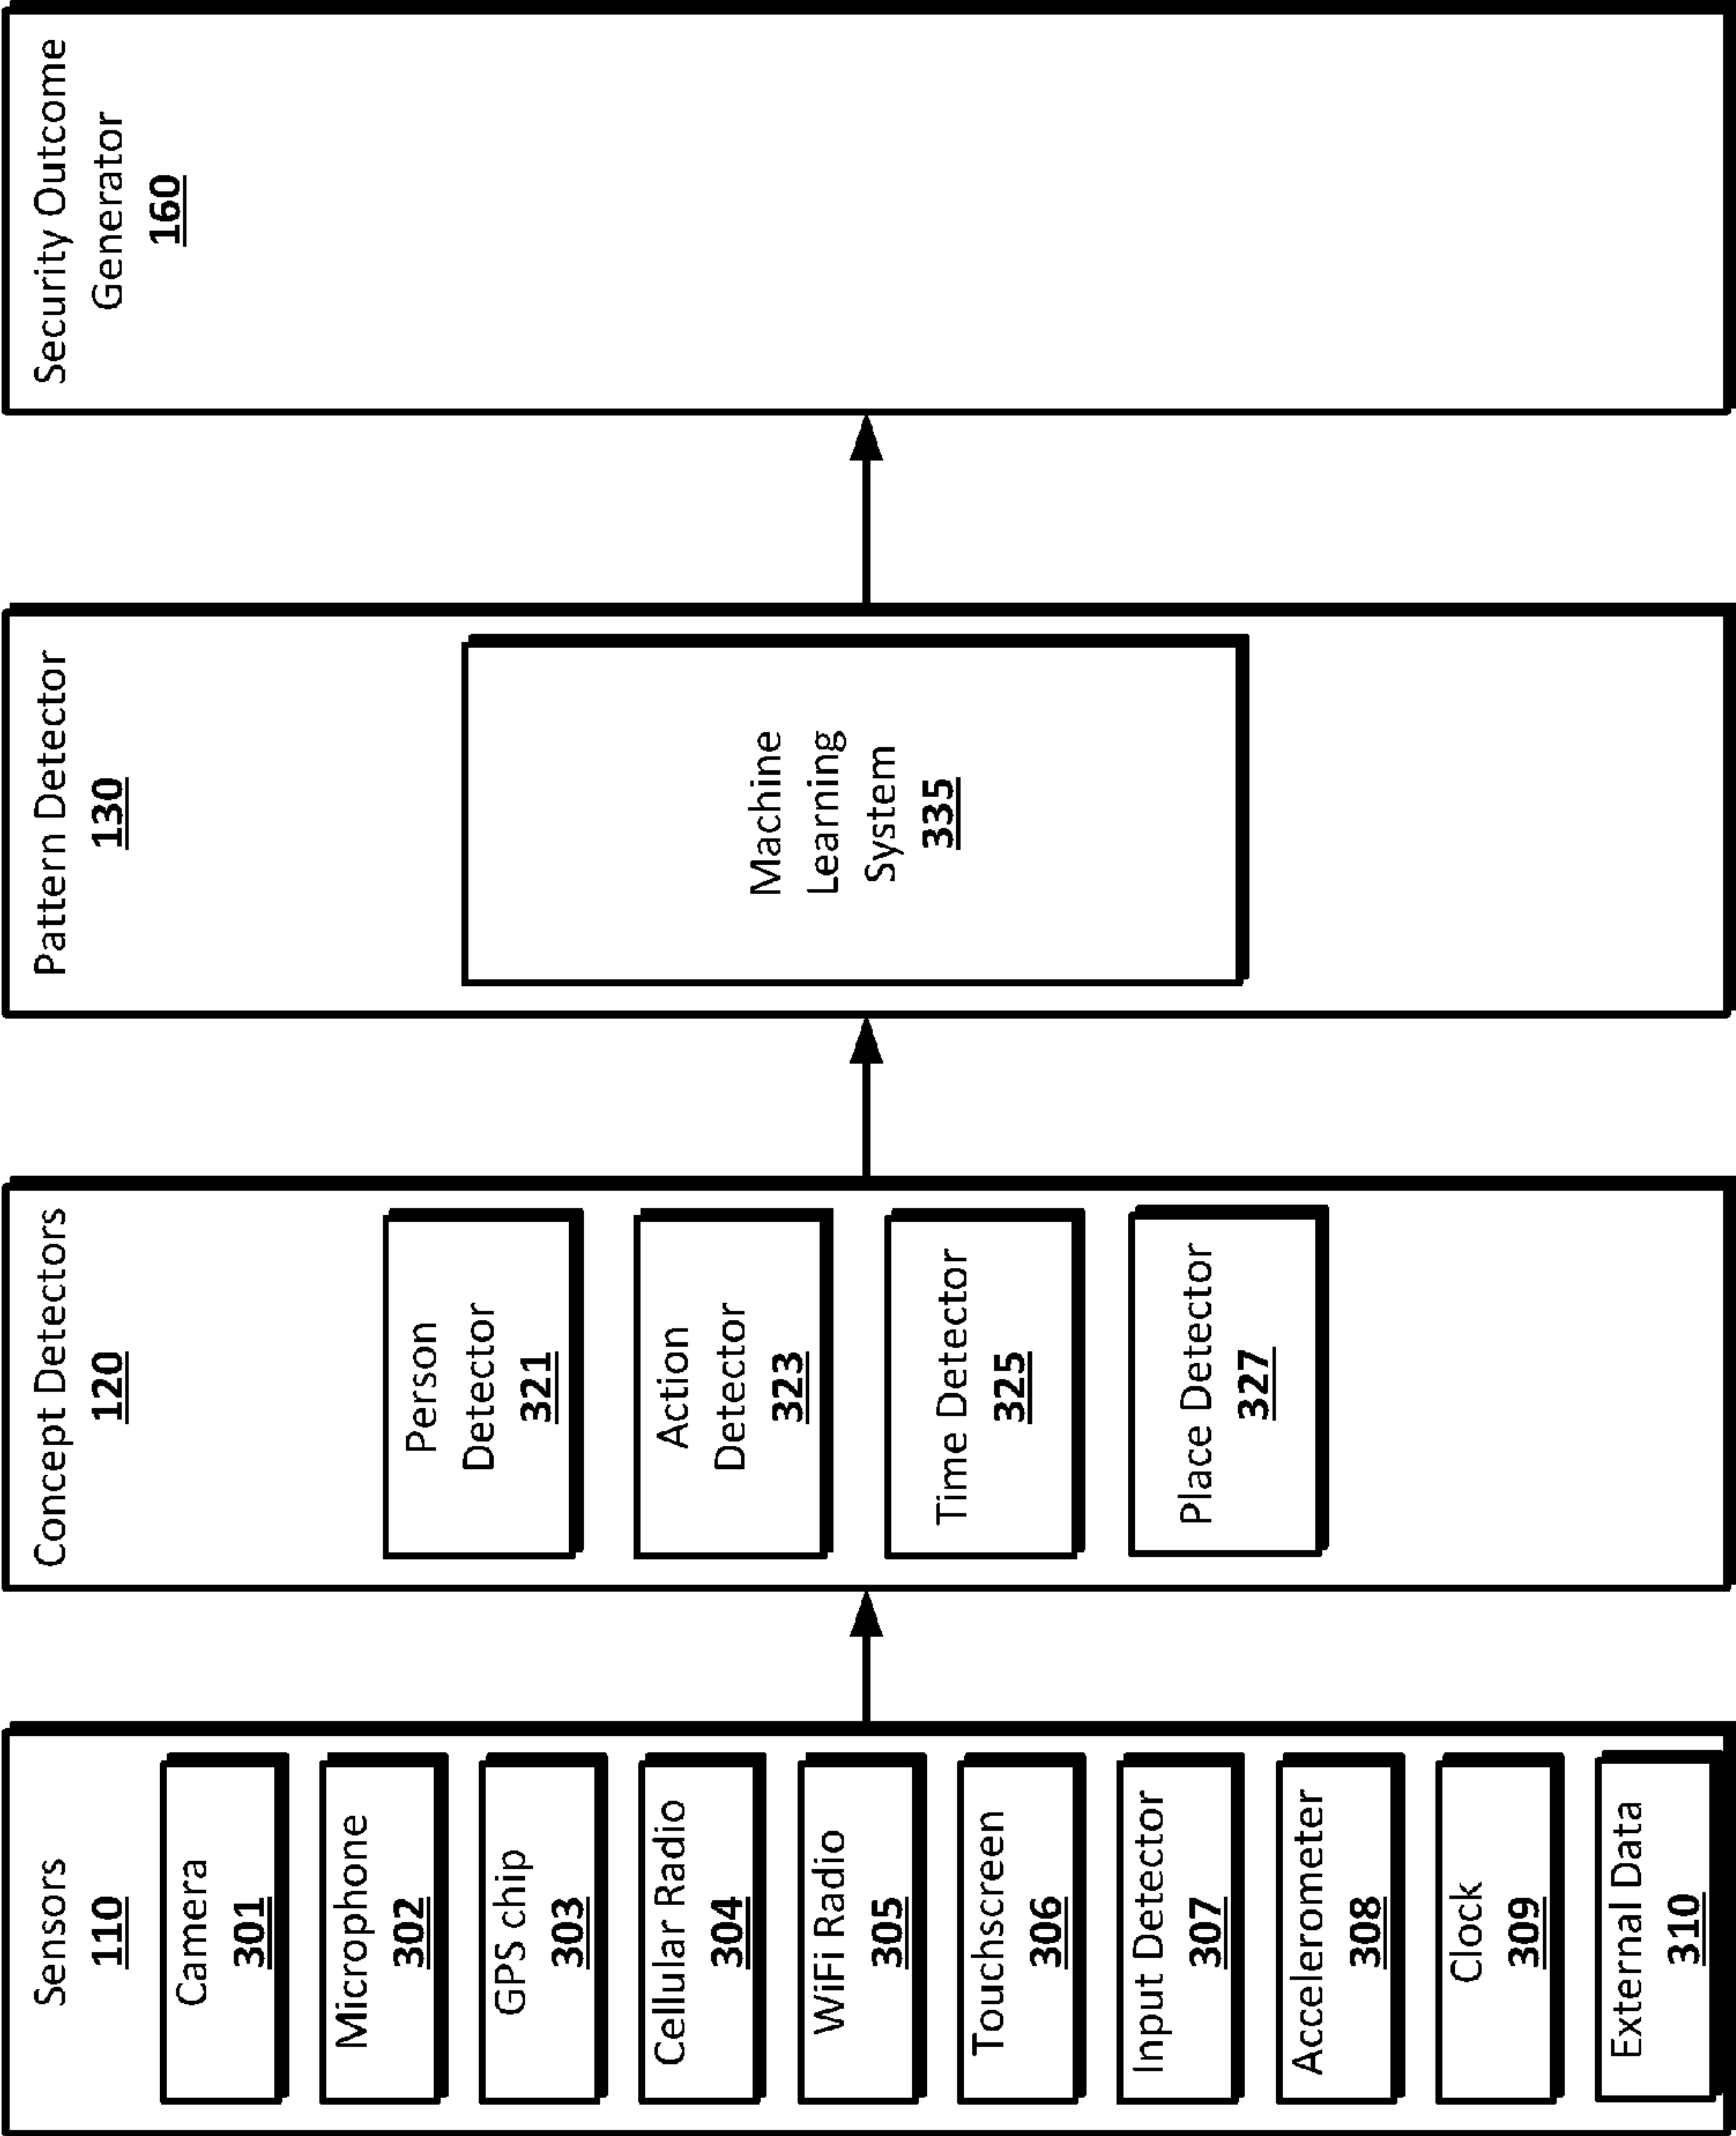 Sensors
110
Camera
301
Microphone
302
GPS chip
303
Cellular Radio
304
WiFi Radio
305
Touchscreen
306
Input Detector
307
Accelerometer
308
Clock
309
External Data
310
Concept Detectors
120
Person
Detector
321
Action
Detector
323
Time Detector
325
Place Detector
327
Pattern Detector
130
Machine
Learning
System
335
Security Outcome
Generator
160